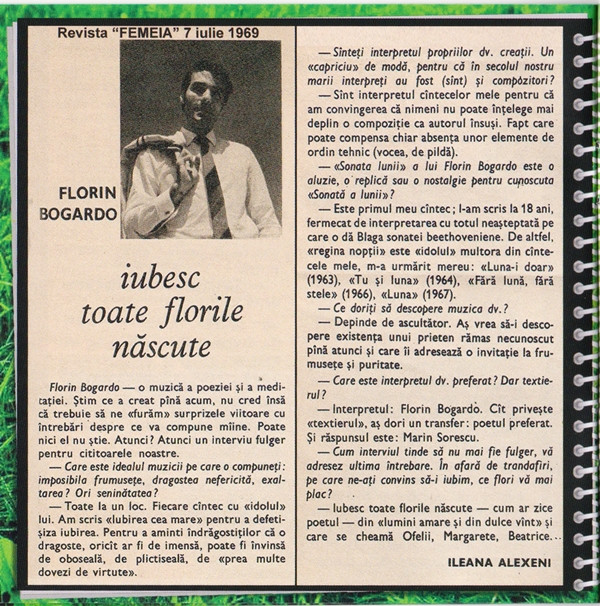 Revista “FEMEIA” 7 iulie 1969
FLORIN
BOGARDO
iubesc
toate florile
născute
Florin Bogardo — o muzică a poeziei și a medi-
tației. Știm ce a creat pînă acum, nu cred însă
că trebuie să ne «furăm» surprizele viitoare cu
întrebări despre ce va compune mîine. Poate
nici el nu știe. Atunci? Atunci un interviu fulger
pentru cititoarele noastre.
— Care este idealul muzicii pe care o compuneți:
imposibila frumusețe, dragostea nefericită, exal-
tarea? Ori seninătatea?
— Toate la un loc. Fiecare cîntec cu «idolul»
lui. Am scris «Iubirea cea mare» pentru a defeti-
șiza iubirea. Pentru a aminti îndrăgostiților că o
dragoste, oricît ar fi de imensă, poate fi învinsă
de oboseală, de plictiseală, de «prea multe
dovezi de virtute».
— Sînteți interpretul propriilor dv. creații. Un
«capriciu» de modă, pentru că în secolul nostru
marii interpreți au fost (sînt) și compozitori?
— Sînt interpretul cîntecelor mele pentru că
am convingerea că nimeni nu poate înțelege mai
deplin o compoziție ca autorul însuși. Fapt care
poate compensa chiar absența unor elemente de
ordin tehnic (vocea, de pildă).
— «Sonata lunii» a lui Florin Bogardo este o
aluzie, o replică sau o nostalgie pentru cunoscuta
«Sonată a lunii»?
— Este primul meu cîntec; l-am scris la 18 ani,
fermecat de interpretarea cu totul neașteptată pe
care o dă Blaga sonatei beethoveniene. De altfel,
«regina nopții» este «idolul» multora din cînte-
cele mele, m-a urmărit mereu: «Luna-i doar»
(1963), «Tu și luna» (1964), «Fără lună, fără
stele» (1966), «Luna» (1967).
— Ce doriți să descopere muzica dv.?
— Depinde de ascultător. Aș vrea să-i desco-
pere existența unui prieten rămas necunoscut
pînă atunci și care îi adresează o invitație la fru-
musețe și puritate.
— Care este interpretul dv. preferat? Dar textie-
rul?
— Interpretul: Florin Bogardo. Cît privește
«textierul», aș dori un transfer: poetul preferat.
Și răspunsul este: Marin Sorescu.
— Cum interviul tinde să nu mai fie fulger, vă
adresez ultima întrebare. În afară de trandafiri,
pe care ne-ați convins să-i iubim, ce flori vă mai
plac?
— Iubesc toate florile născute — cum ar zice
poetul — din «lumini amare și din dulce vînt» și
care se cheamă Ofelii, Margarete, Beatrice...
ILEANA ALEXENI